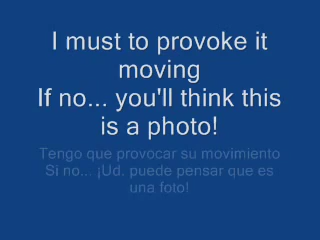 I must to provoke it
moving
If no... you'll think this
is a photo!
Tengo que provocar su movimiento
Si no... ¡Ud. puede pensar que es
una foto!